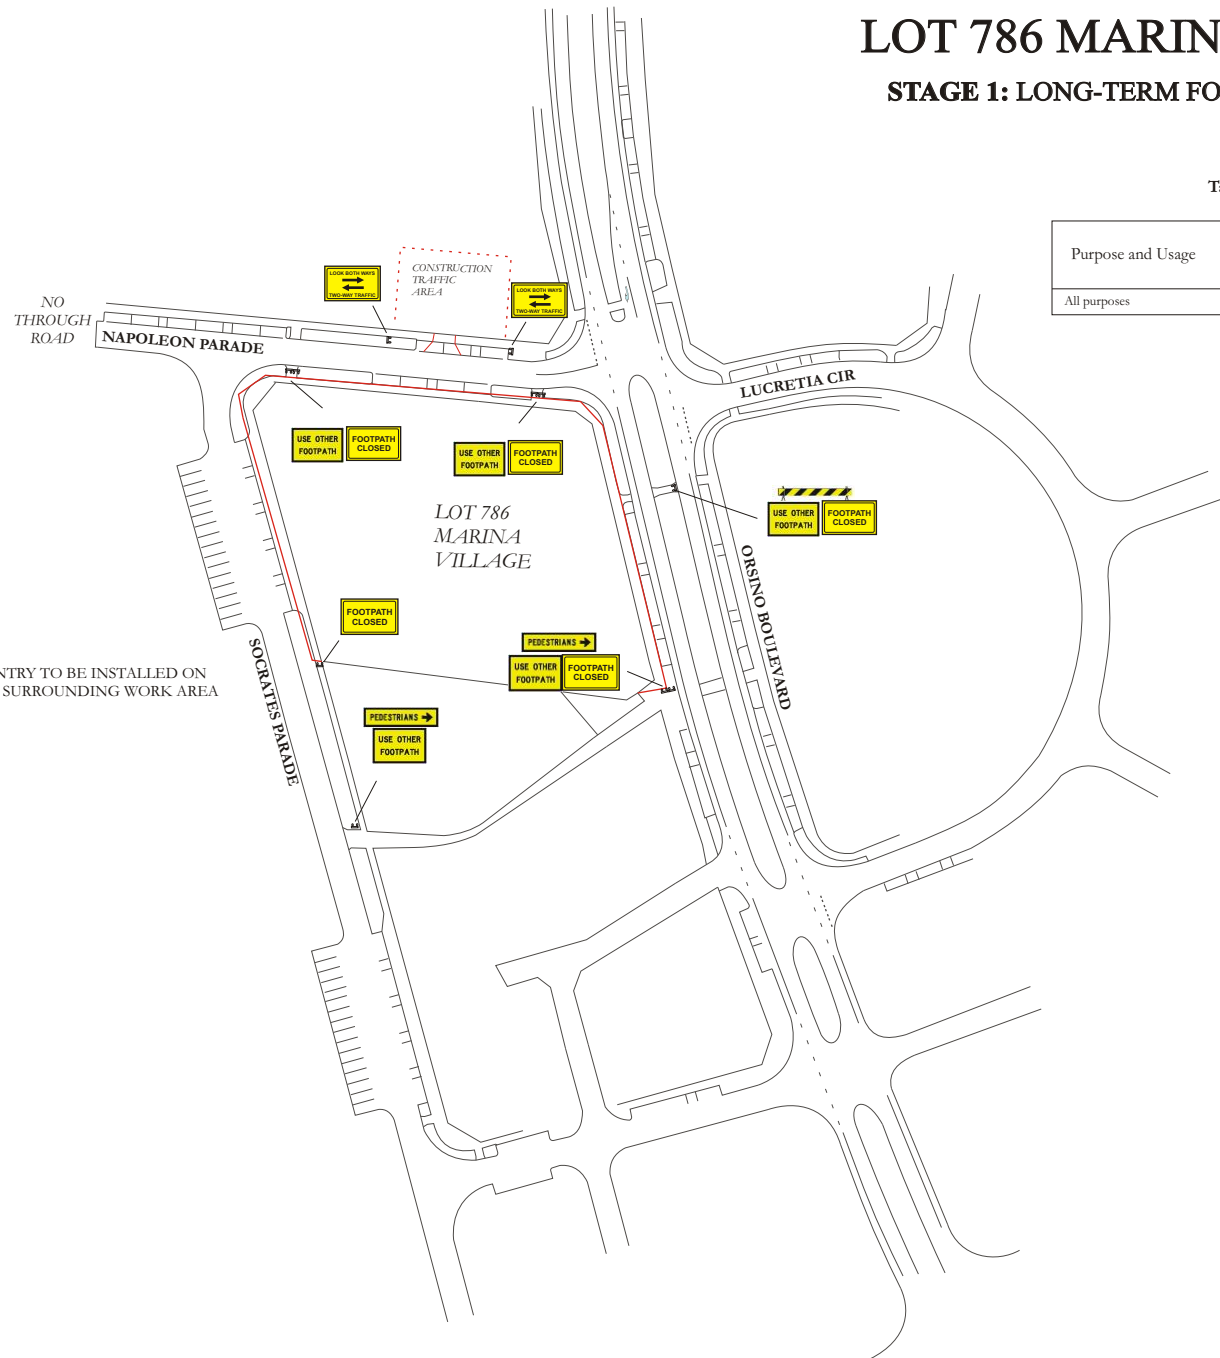 LOT 786 MARIN
STAGE 1: LONG-TERM FO
Purpose and Usage
All purposes
LOOK BOTH WAYS
TWO-WAY TRAFFIC
CONSTRUCTION
TRAFFIC
AREA
LOOK BOTH WAYS
TWO-WAY TRAFFIC
NO
THROUGH
ROAD
NAPOLEON PARADE
LUCRETIA CIR
USE OTHER
FOOTPATH
FOOTPATH
CLOSED
USE OTHER
FOOTPATH
FOOTPATH
CLOSED
USE OTHER
FOOTPATH
FOOTPATH
CLOSED
LOT 786
MARINA
VILLAGE
ORSINO BOULEVARD
FOOTPATH
CLOSED
PEDESTRIANS
USE OTHER
FOOTPATH
FOOTPATH
CLOSED
NTRY TO BE INSTALLED ON
SURROUNDING WORK AREA
SOCRATES PARADE
PEDESTRIANS
USE OTHER
FOOTPATH